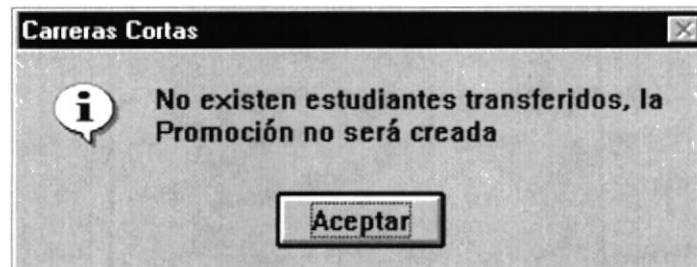 Carreras Cortas
No existen estudiantes transferidos, la
Promoción no será creada
Aceptar